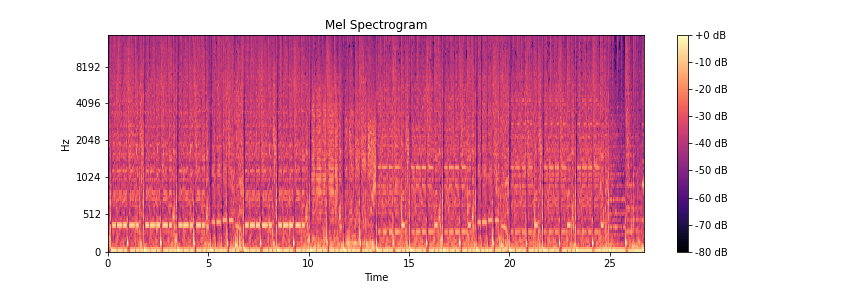 Mel Spectrogram
+0 dB
8192
-10 dB
4096
-20 dB
-30 dB
Hz
2048
-40 dB
1024
-50 dB
-60 dB
512
-70 dB
0
-80 dB
0 5 10 15 20 25
Time